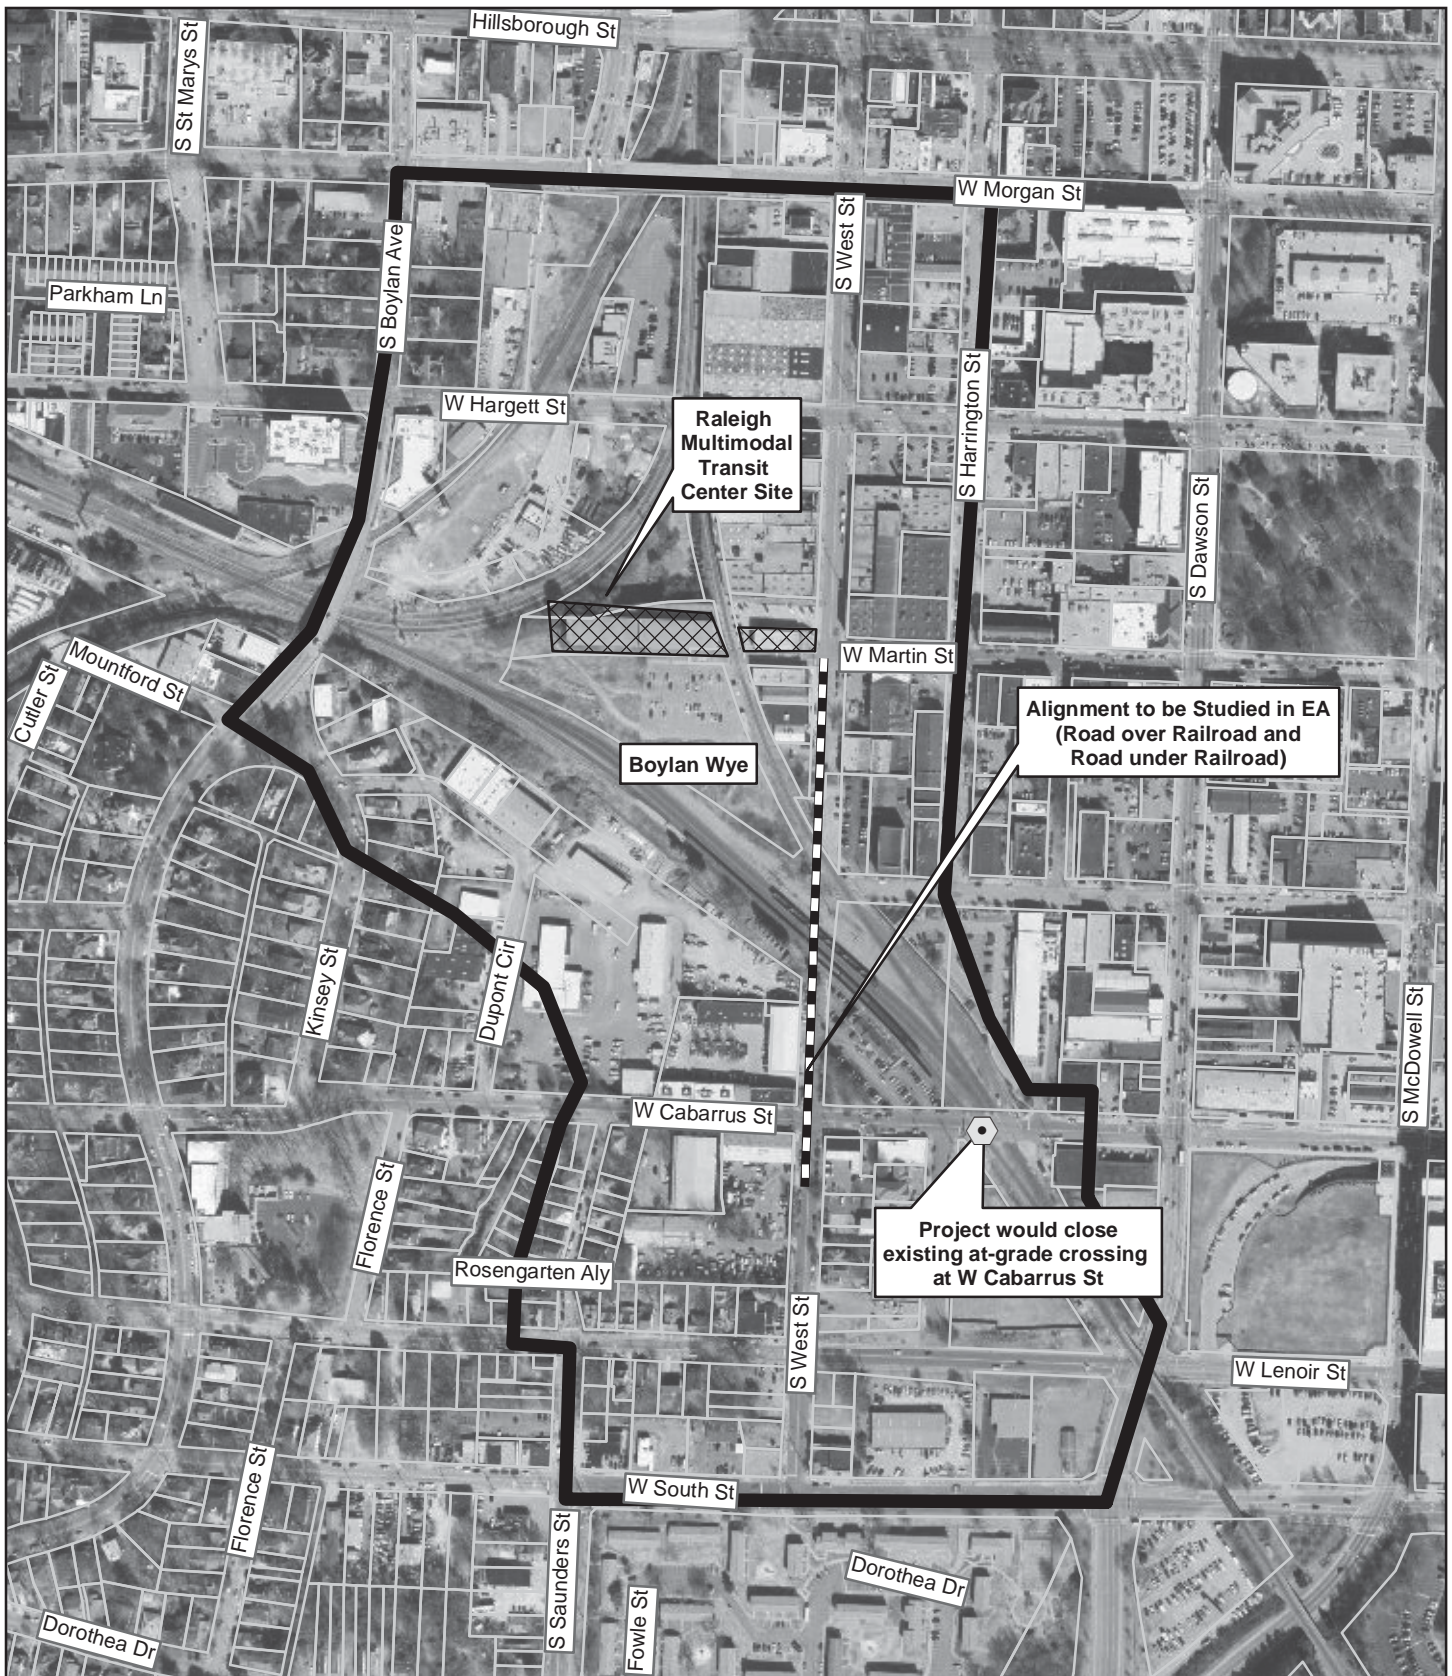 Hillsborough St
S St Marys St
W Morgan St
S West St
S Boylan Ave
Parkham Ln
S Harrington St
W Hargett St
Raleigh
Multimodal
Transit
Center Site
S Dawson St
W Martin St
Mountford St
Cutler St
Alignment to be Studied in EA
(Road over Railroad and
Road under Railroad)
Boylan Wye
Kinsey St
Dupont Cir
S McDowell St
W Cabarrus St
Florence St
Project would close
existing at-grade crossing
at W Cabarrus St
Rosengarten Aly
S West St
W Lenoir St
Florence St
W South St
S Saunders St
Dorothea Dr
Fowle St
Dorothea Dr